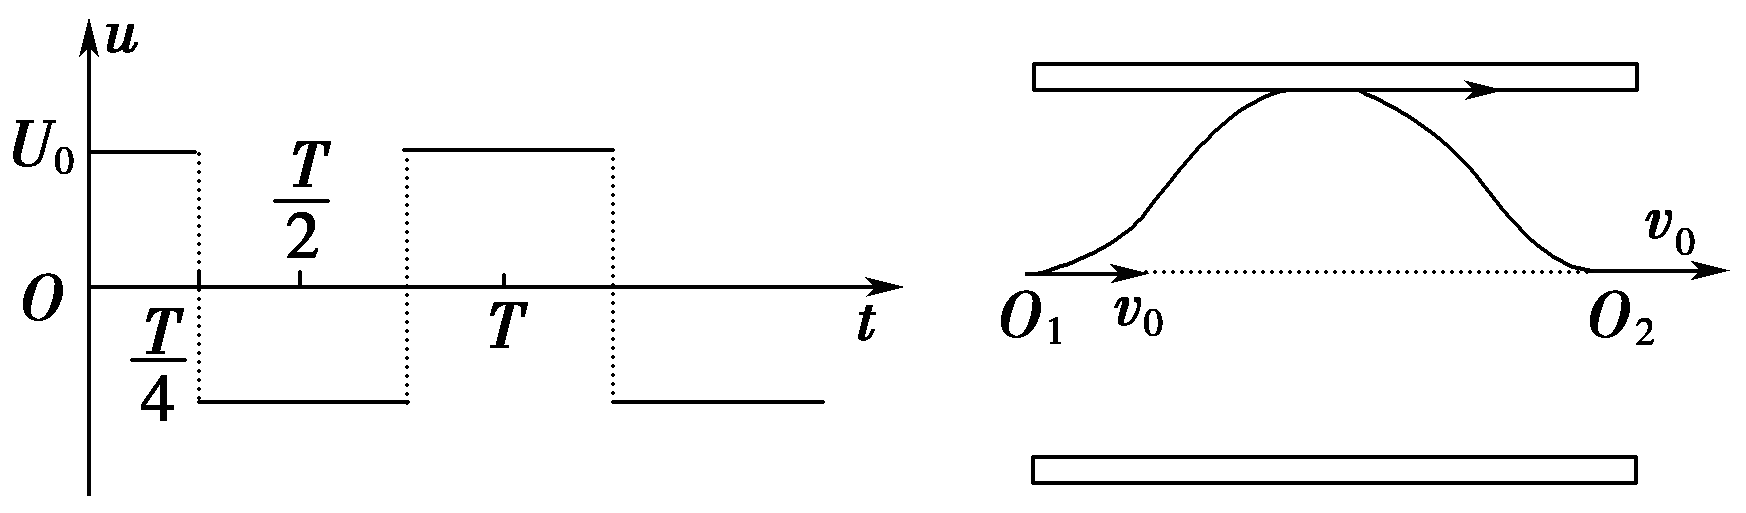 u
U₀
T/2
O
T/4
T
t
v₀
O₁
v₀
O₂